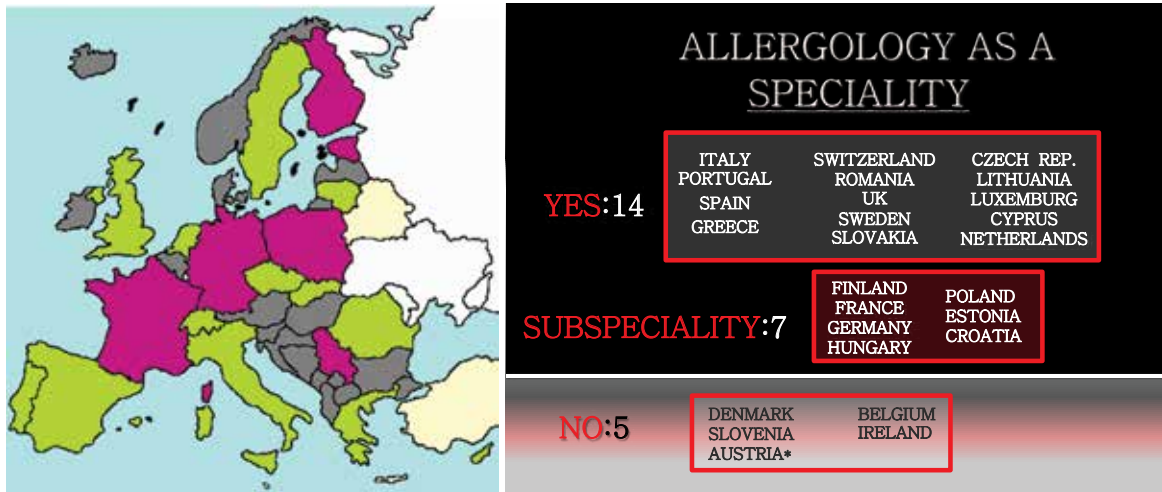 ALLERGOLOGY AS A
SPECIALITY
YES:14
ITALY
PORTUGAL
SPAIN
GREECE
SWITZERLAND
ROMANIA
UK
SWEDEN
SLOVAKIA
CZECH REP.
LITHUANIA
LUXEMBURG
CYPRUS
NETHERLANDS
SUBSPECIALITY:7
FINLAND
FRANCE
GERMANY
HUNGARY
POLAND
ESTONIA
CROATIA
NO:5
DENMARK
SLOVENIA
AUSTRIA*
BELGIUM
IRELAND